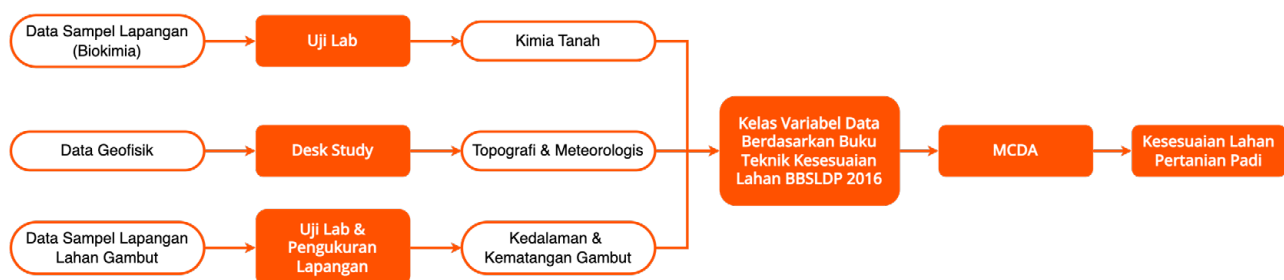 Data Sampel Lapangan
(Biokimia)
Uji Lab
Kimia Tanah
Data Geofisik
Desk Study
Topografi & Meteorologis
Data Sampel Lapangan
Lahan Gambut
Uji Lab &
Pengukuran
Lapangan
Kedalaman &
Kematangan Gambut
Kelas Variabel Data
Berdasarkan Buku
Teknik Kesesuaian
Lahan BBSLDP 2016
MCDA
Kesesuaian Lahan
Pertanian Padi